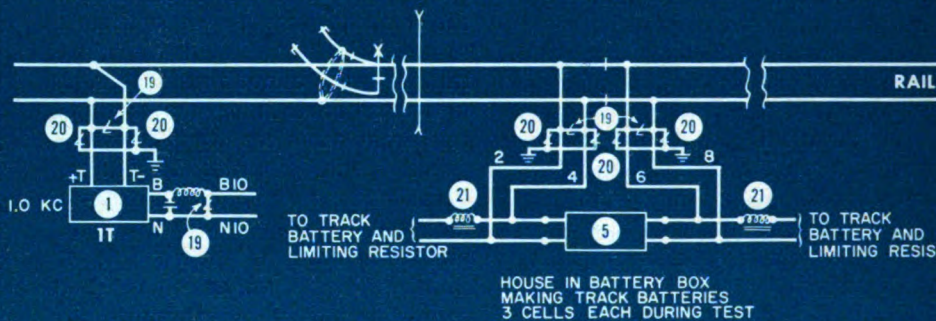 X
Y
Y
RAIL
19
20
20
+T
T-
B
B10
1.0 KC
1
N
N10
1T
19
20
19
20
20
2
4
6
8
21
5
21
TO TRACK
BATTERY AND
LIMITING RESISTOR
TO TRACK
BATTERY AND
LIMITING RESIS
HOUSE IN BATTERY BOX
MAKING TRACK BATTERIES
3 CELLS EACH DURING TEST